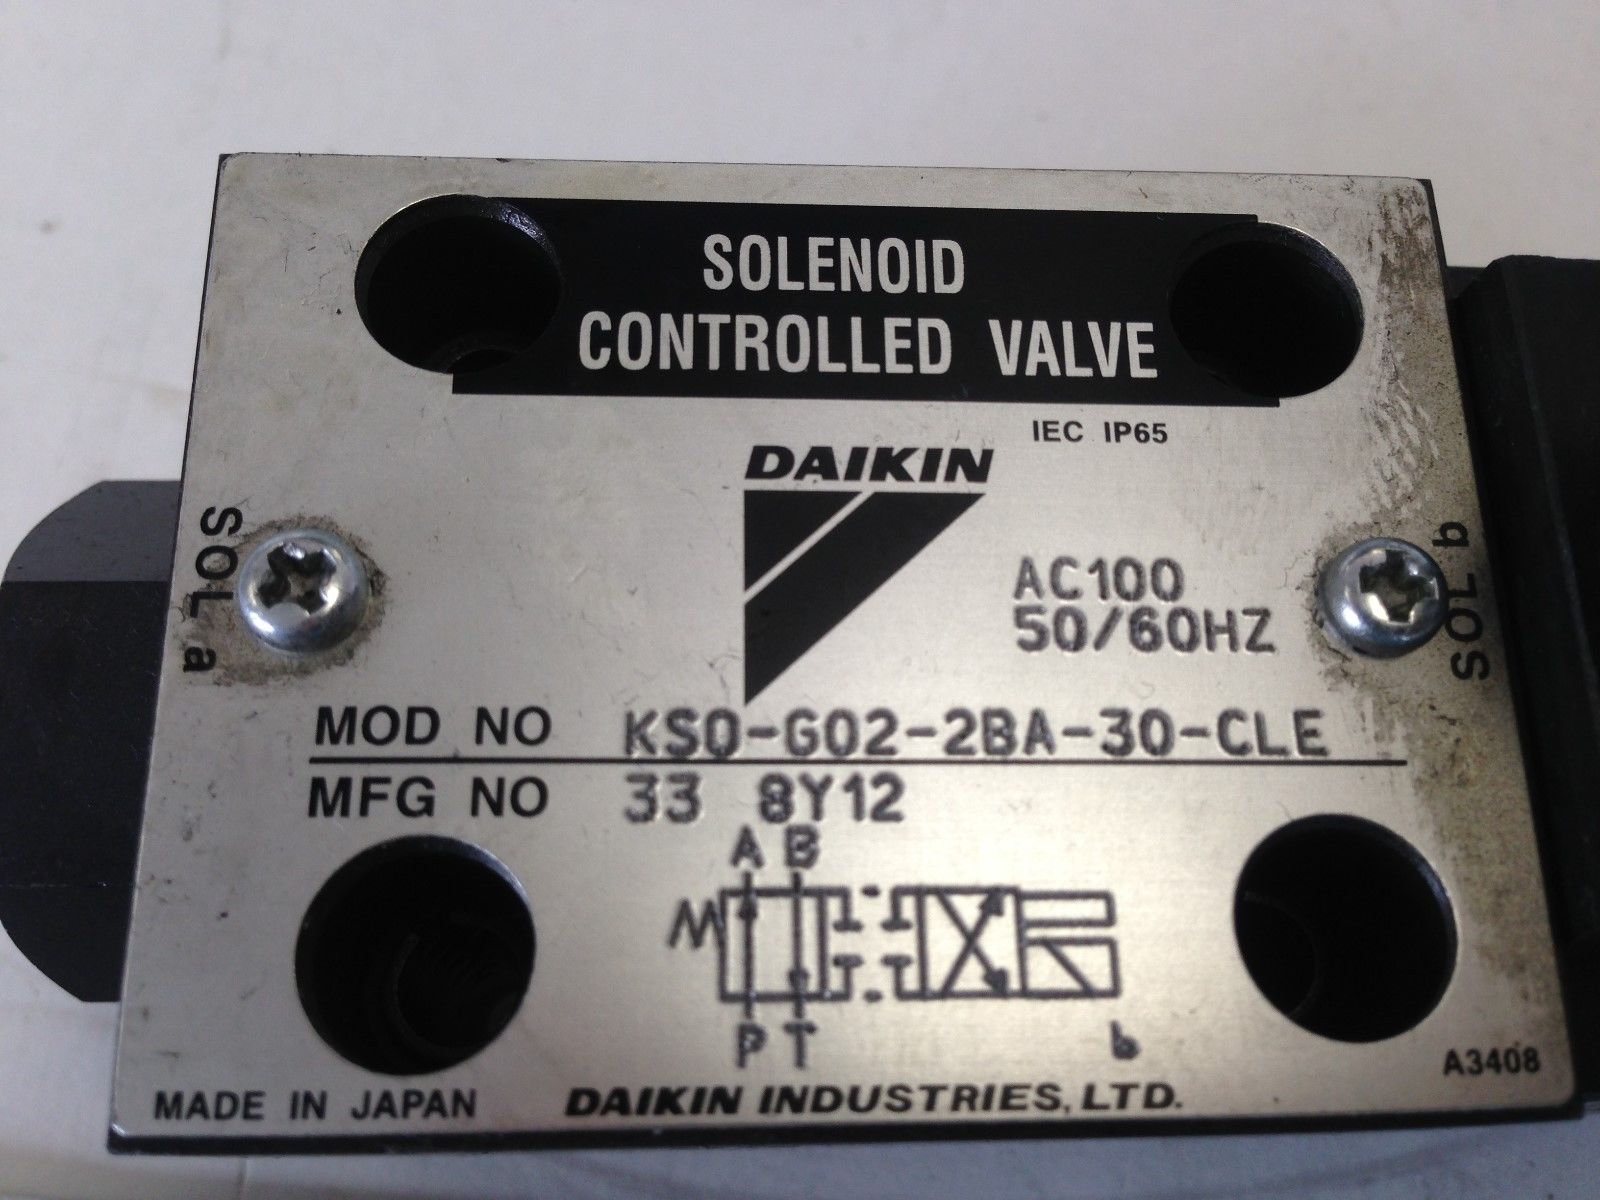 SOLENOID
CONTROLLED VALVE
IEC IP65
DAIKIN
SOL a
AC100
50/60HZ
SOL b
MOD NO KSO-G02-2BA-30-CLE
MFG NO 33 8Y12
A B
P T
b
A3408
MADE IN JAPAN DAIKIN INDUSTRIES, LTD.